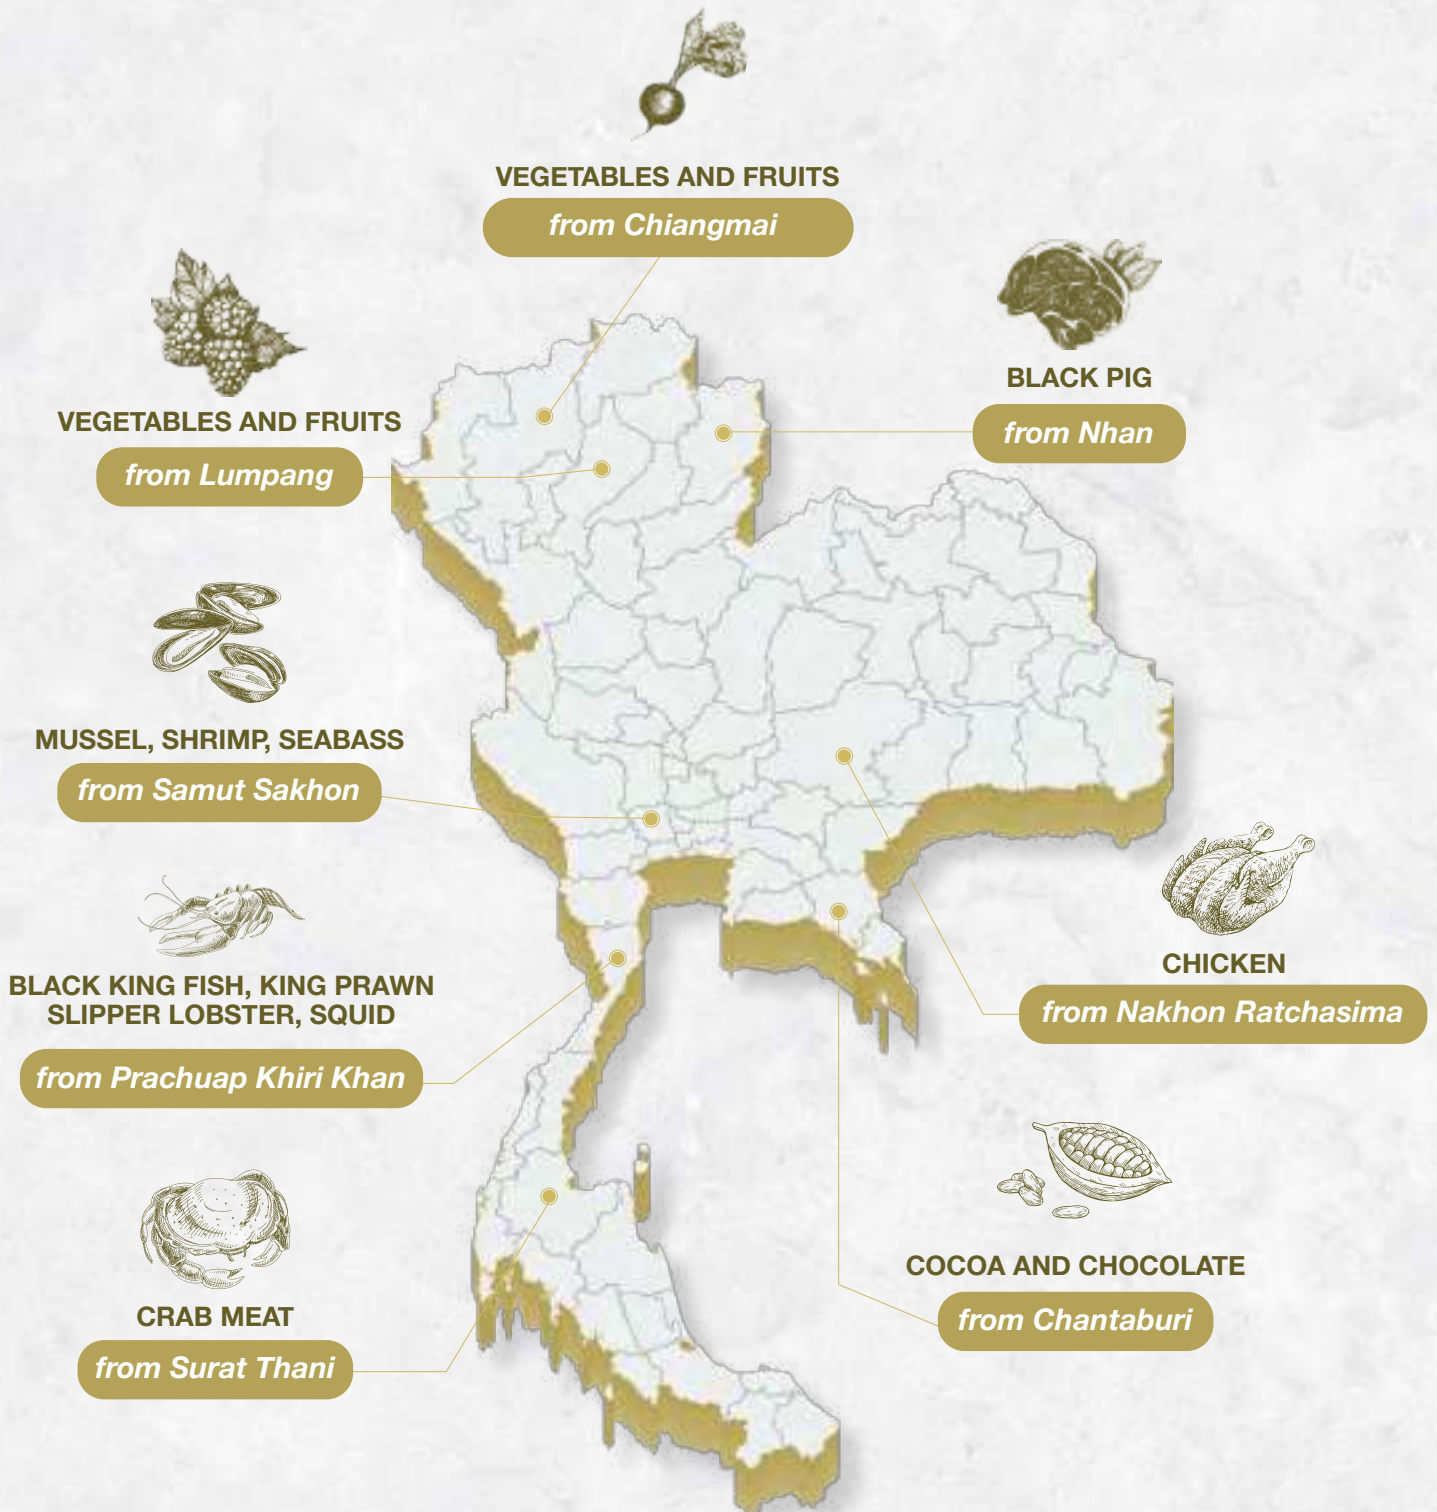 VEGETABLES AND FRUITS
from Chiangmai
BLACK PIG
from Nhan
VEGETABLES AND FRUITS
from Lumpang
MUSSEL, SHRIMP, SEABASS
from Samut Sakhon
BLACK KING FISH, KING PRAWN
SLIPPER LOBSTER, SQUID
from Prachuap Khiri Khan
CHICKEN
from Nakhon Ratchasima
CRAB MEAT
from Surat Thani
COCOA AND CHOCOLATE
from Chantaburi